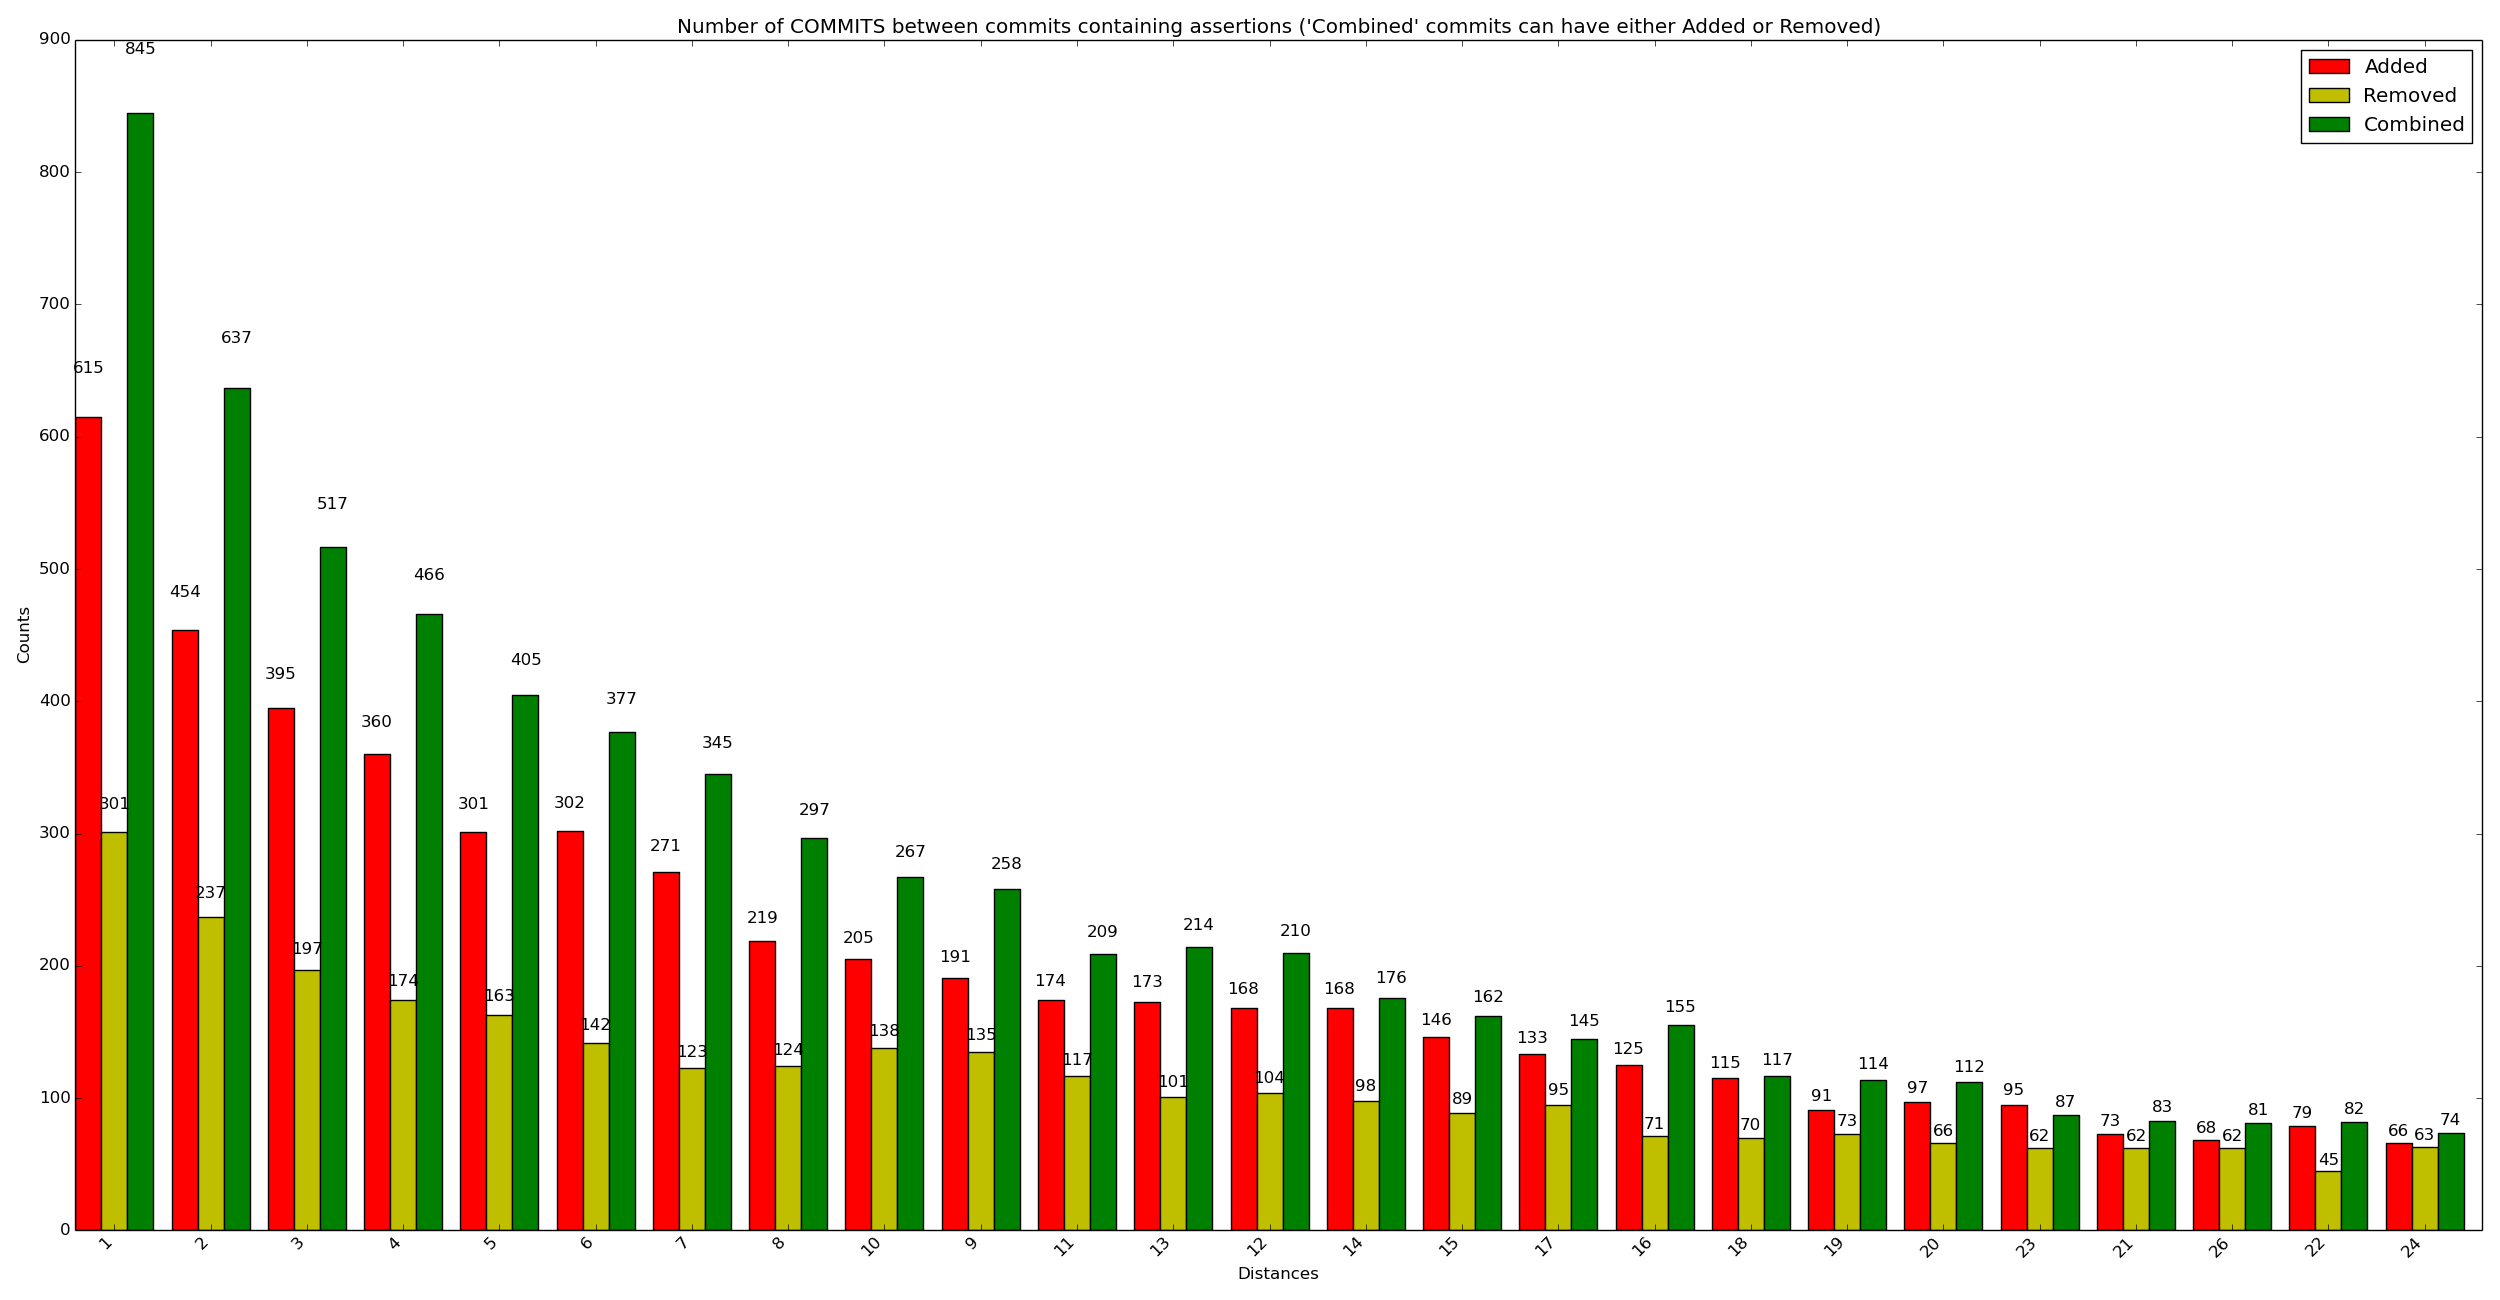 Number of COMMITS between commits containing assertions ('Combined' commits can have either Added or Removed)
Added
Removed
Combined
Counts
900
800
700
600
500
400
300
200
100
0
615 301 845
454 237 637
395 197 517
360 174 466
301 163 405
302 142 377
271 123 345
219 124 297
205 138 267
191 135 258
174 117 209
173 101 214
168 104 210
168 98 176
146 89 162
133 95 145
125 71 155
115 70 117
91 73 114
97 66 112
95 62 87
73 62 83
68 62 81
79 45 82
66 63 74
1 2 3 4 5 6 7 8 10 9 11 13 12 14 15 17 16 18 19 20 23 21 26 22 24
Distances